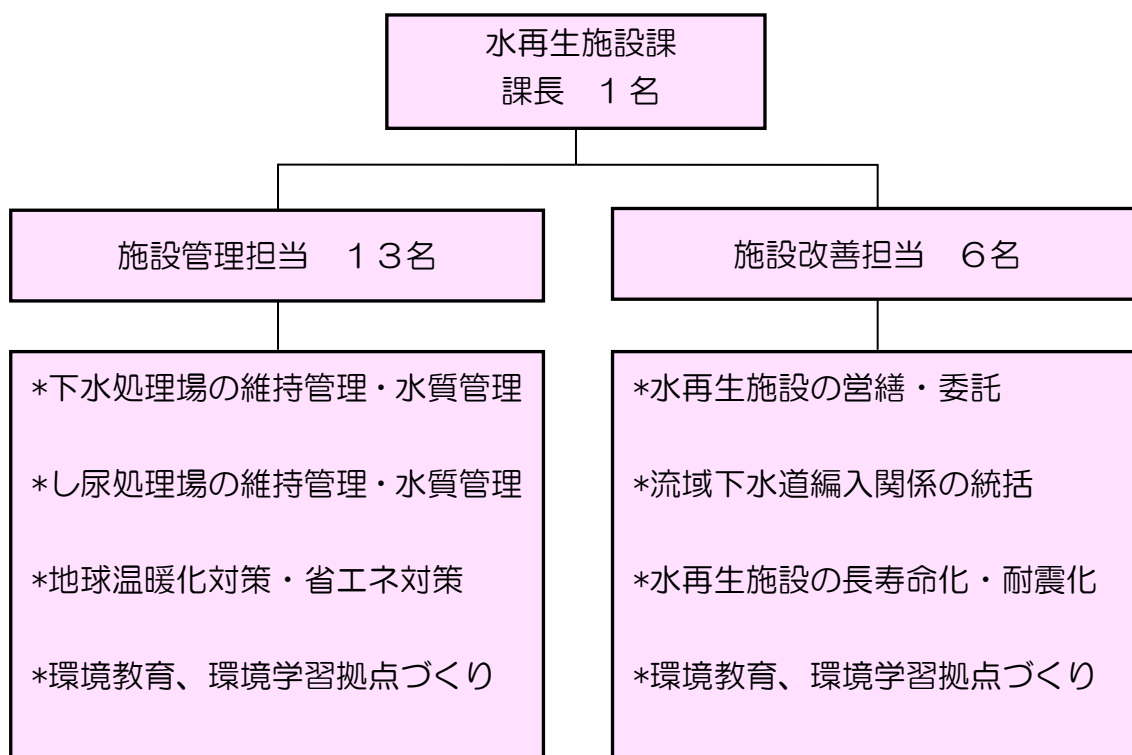 水再生施設課
課長　1名
施設管理担当　13名
施設改善担当　6名
*下水処理場の維持管理・水質管理
*し尿処理場の維持管理・水質管理
*地球温暖化対策・省エネ対策
*環境教育、環境学習拠点づくり
*水再生施設の営繕・委託
*流域下水道編入関係の統括
*水再生施設の長寿命化・耐震化
*環境教育、環境学習拠点づくり